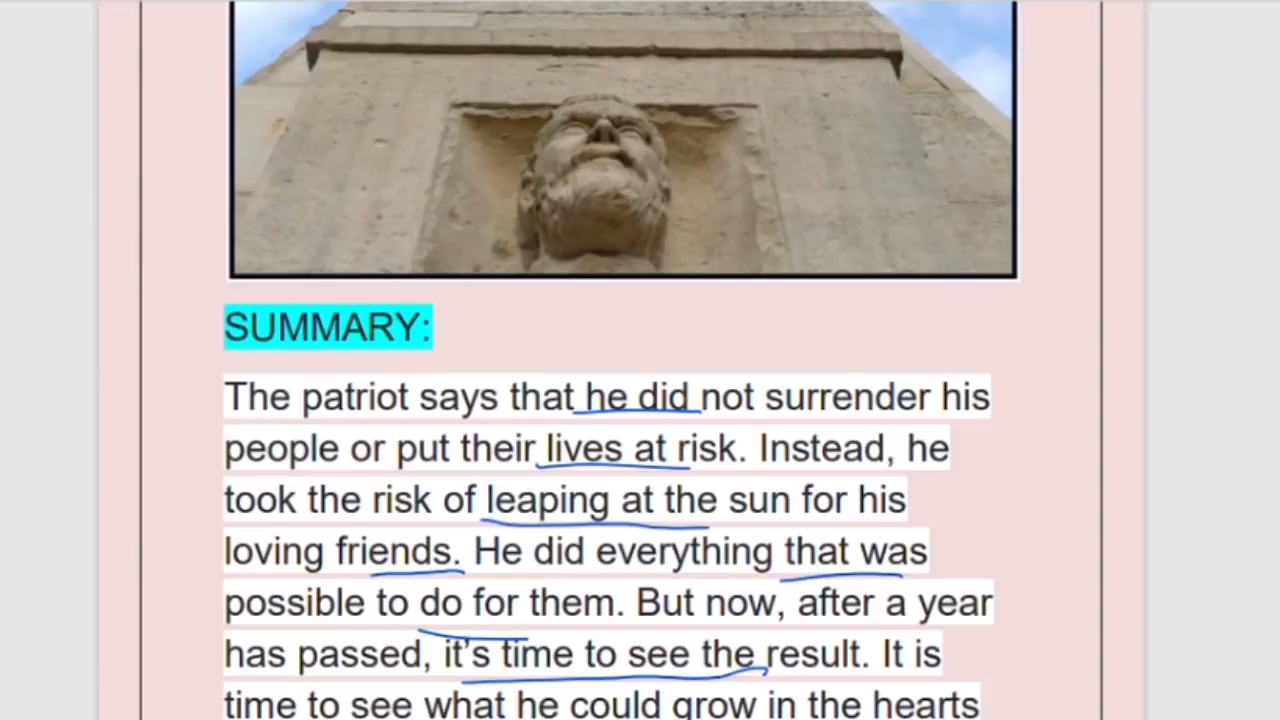 SUMMARY:
The patriot says that he did not surrender his
people or put their lives at risk. Instead, he
took the risk of leaping at the sun for his
loving friends. He did everything that was
possible to do for them. But now, after a year
has passed, it’s time to see the result. It is
time to see what he could grow in the hearts